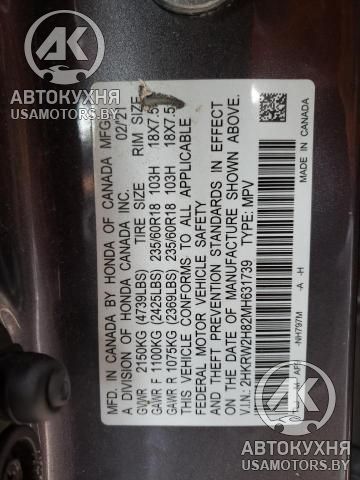 АК
АВТОКУХНЯ
USAMOTORS.BY
MFD. IN CANADA BY HONDA OF CANADA MFG.
A DIVISION OF HONDA CANADA INC. 02/21
GVWR 2150KG (4739LBS) TIRE SIZE RIM SIZE
GAWR F 1100KG (2425LBS) 235/60R18 103H 18X7.5
GAWR R 1075KG (2369LBS) 235/60R18 103H 18X7.5
THIS VEHICLE CONFORMS TO ALL APPLICABLE
FEDERAL MOTOR VEHICLE SAFETY
AND THEFT PREVENTION STANDARDS IN EFFECT
ON THE DATE OF MANUFACTURE SHOWN ABOVE.
V.I.N.: 2HKRW2H82MH631739 TYPE: MPV
NH797M -A -H
MADE IN CANADA
АК
АВТОКУХНЯ
USAMOTORS.BY